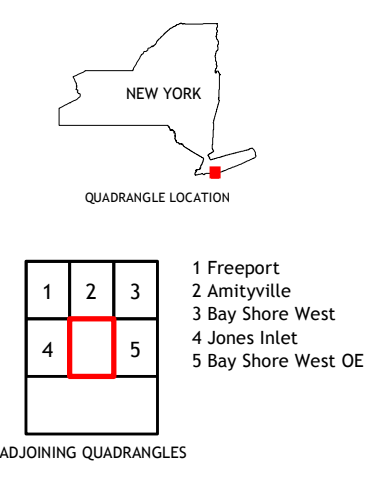 NEW YORK
QUADRANGLE LOCATION
1 2 3
4 5
1 Freeport
2 Amityville
3 Bay Shore West
4 Jones Inlet
5 Bay Shore West OE
ADJOINING QUADRANGLES